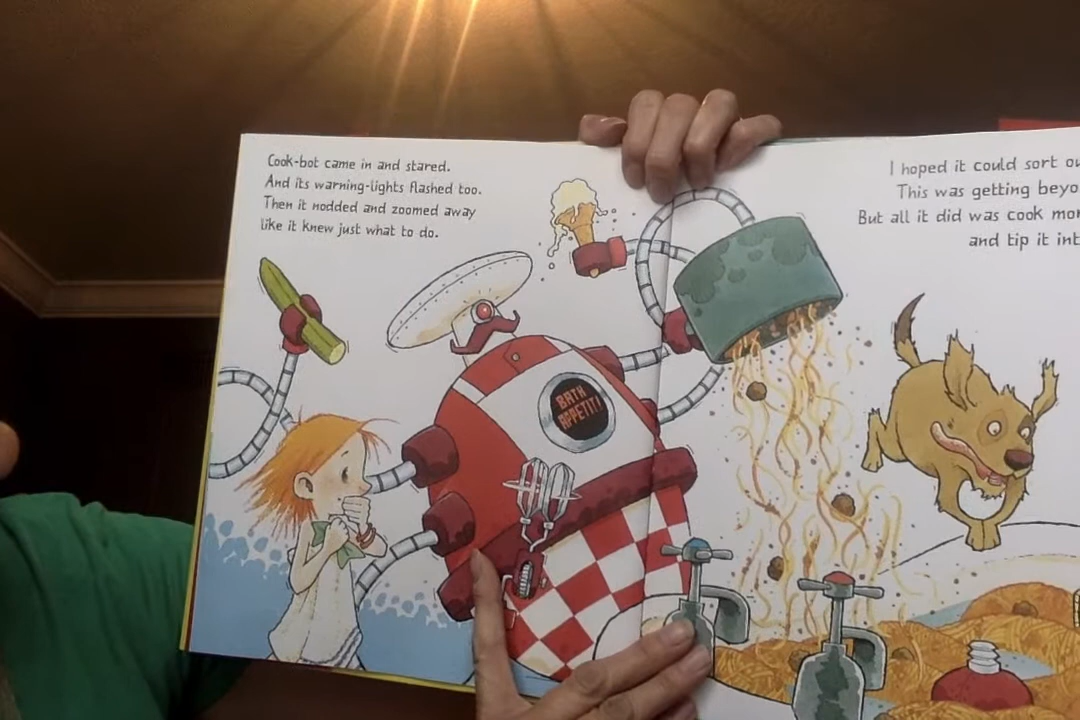 Cook-bot came in and stared.
And its warning-lights flashed too.
Then it nodded and zoomed away
like it knew just what to do.
BATH
APPETIT!
I hoped it could sort
This was getting
But all it did was cook
and tip it